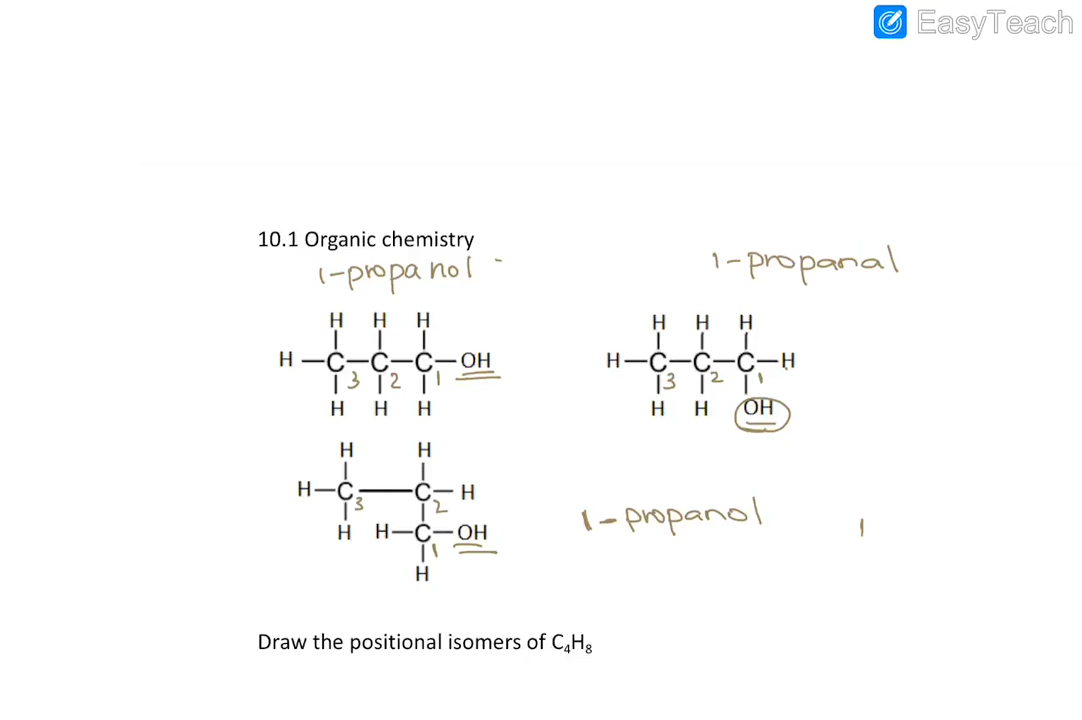 EasyTeach
10.1 Organic chemistry
1-propanol
1-propanal
H H H
H H H
H C C C OH
H C C C H
3 2 1
3 2 1
H H H
H H OH
H H
H C C H
3 2
H H C OH
1
1-propanol
1
H
Draw the positional isomers of C₄H₈